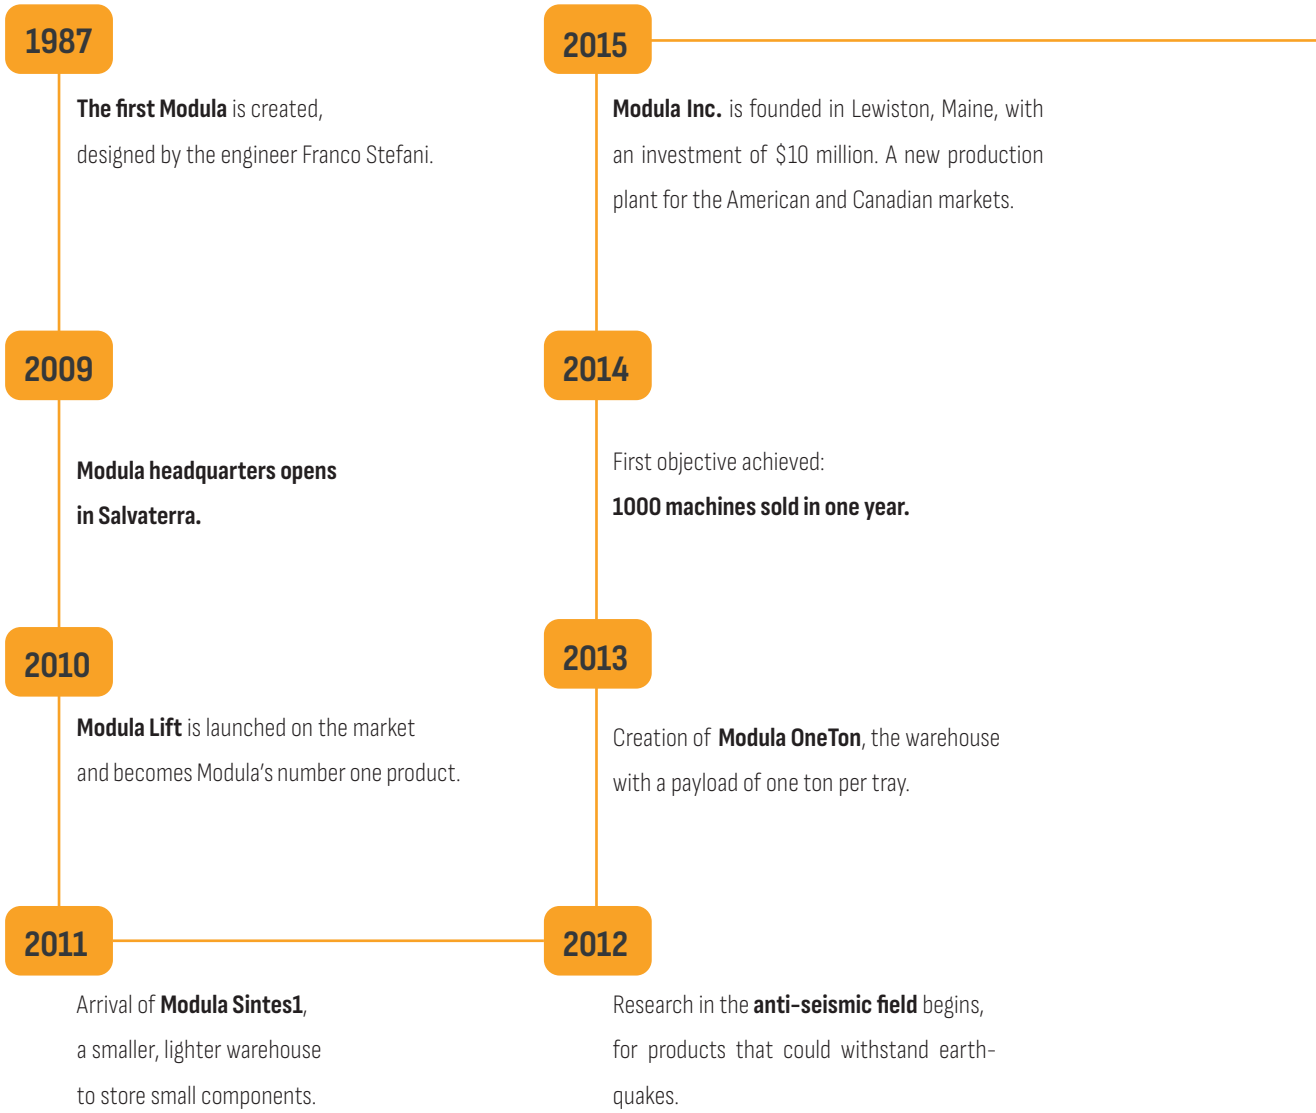 1987
The first Modula is created,
designed by the engineer Franco Stefani.
2009
Modula headquarters opens
in Salvaterra.
2010
Modula Lift is launched on the market
and becomes Modula's number one product.
2011
Arrival of Modula Sintes1,
a smaller, lighter warehouse
to store small components.
2012
Research in the anti-seismic field begins,
for products that could withstand earth-
quakes.
2013
Creation of Modula OneTon, the warehouse
with a payload of one ton per tray.
2014
First objective achieved:
1000 machines sold in one year.
2015
Modula Inc. is founded in Lewiston, Maine, with
an investment of $10 million. A new production
plant for the American and Canadian markets.